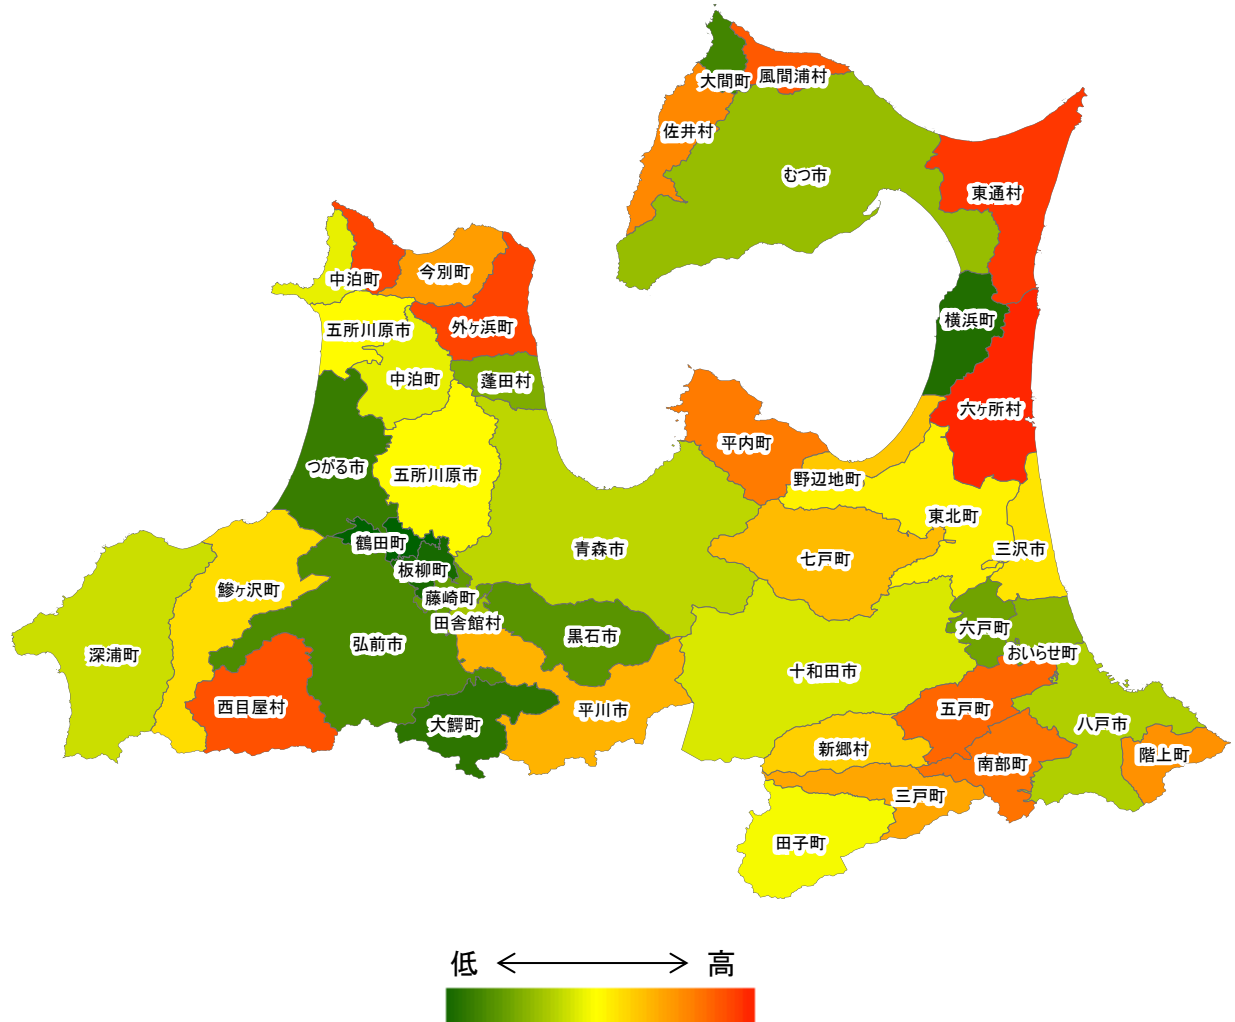 大間町
風間浦村
佐井村
むつ市
東通村
中泊町
今別町
外ヶ浜町
五所川原市
横浜町
中泊町
蓬田村
六ヶ所村
平内町
つがる市
五所川原市
野辺地町
東北町
鶴田町
青森市
七戸町
三沢市
板柳町
鰺ヶ沢町
藤崎町
田舎館村
黒石市
六戸町
弘前市
おいらせ町
深浦町
十和田市
西目屋村
平川市
五戸町
大鰐町
八戸市
新郷村
階上町
南部町
三戸町
田子町
低
高